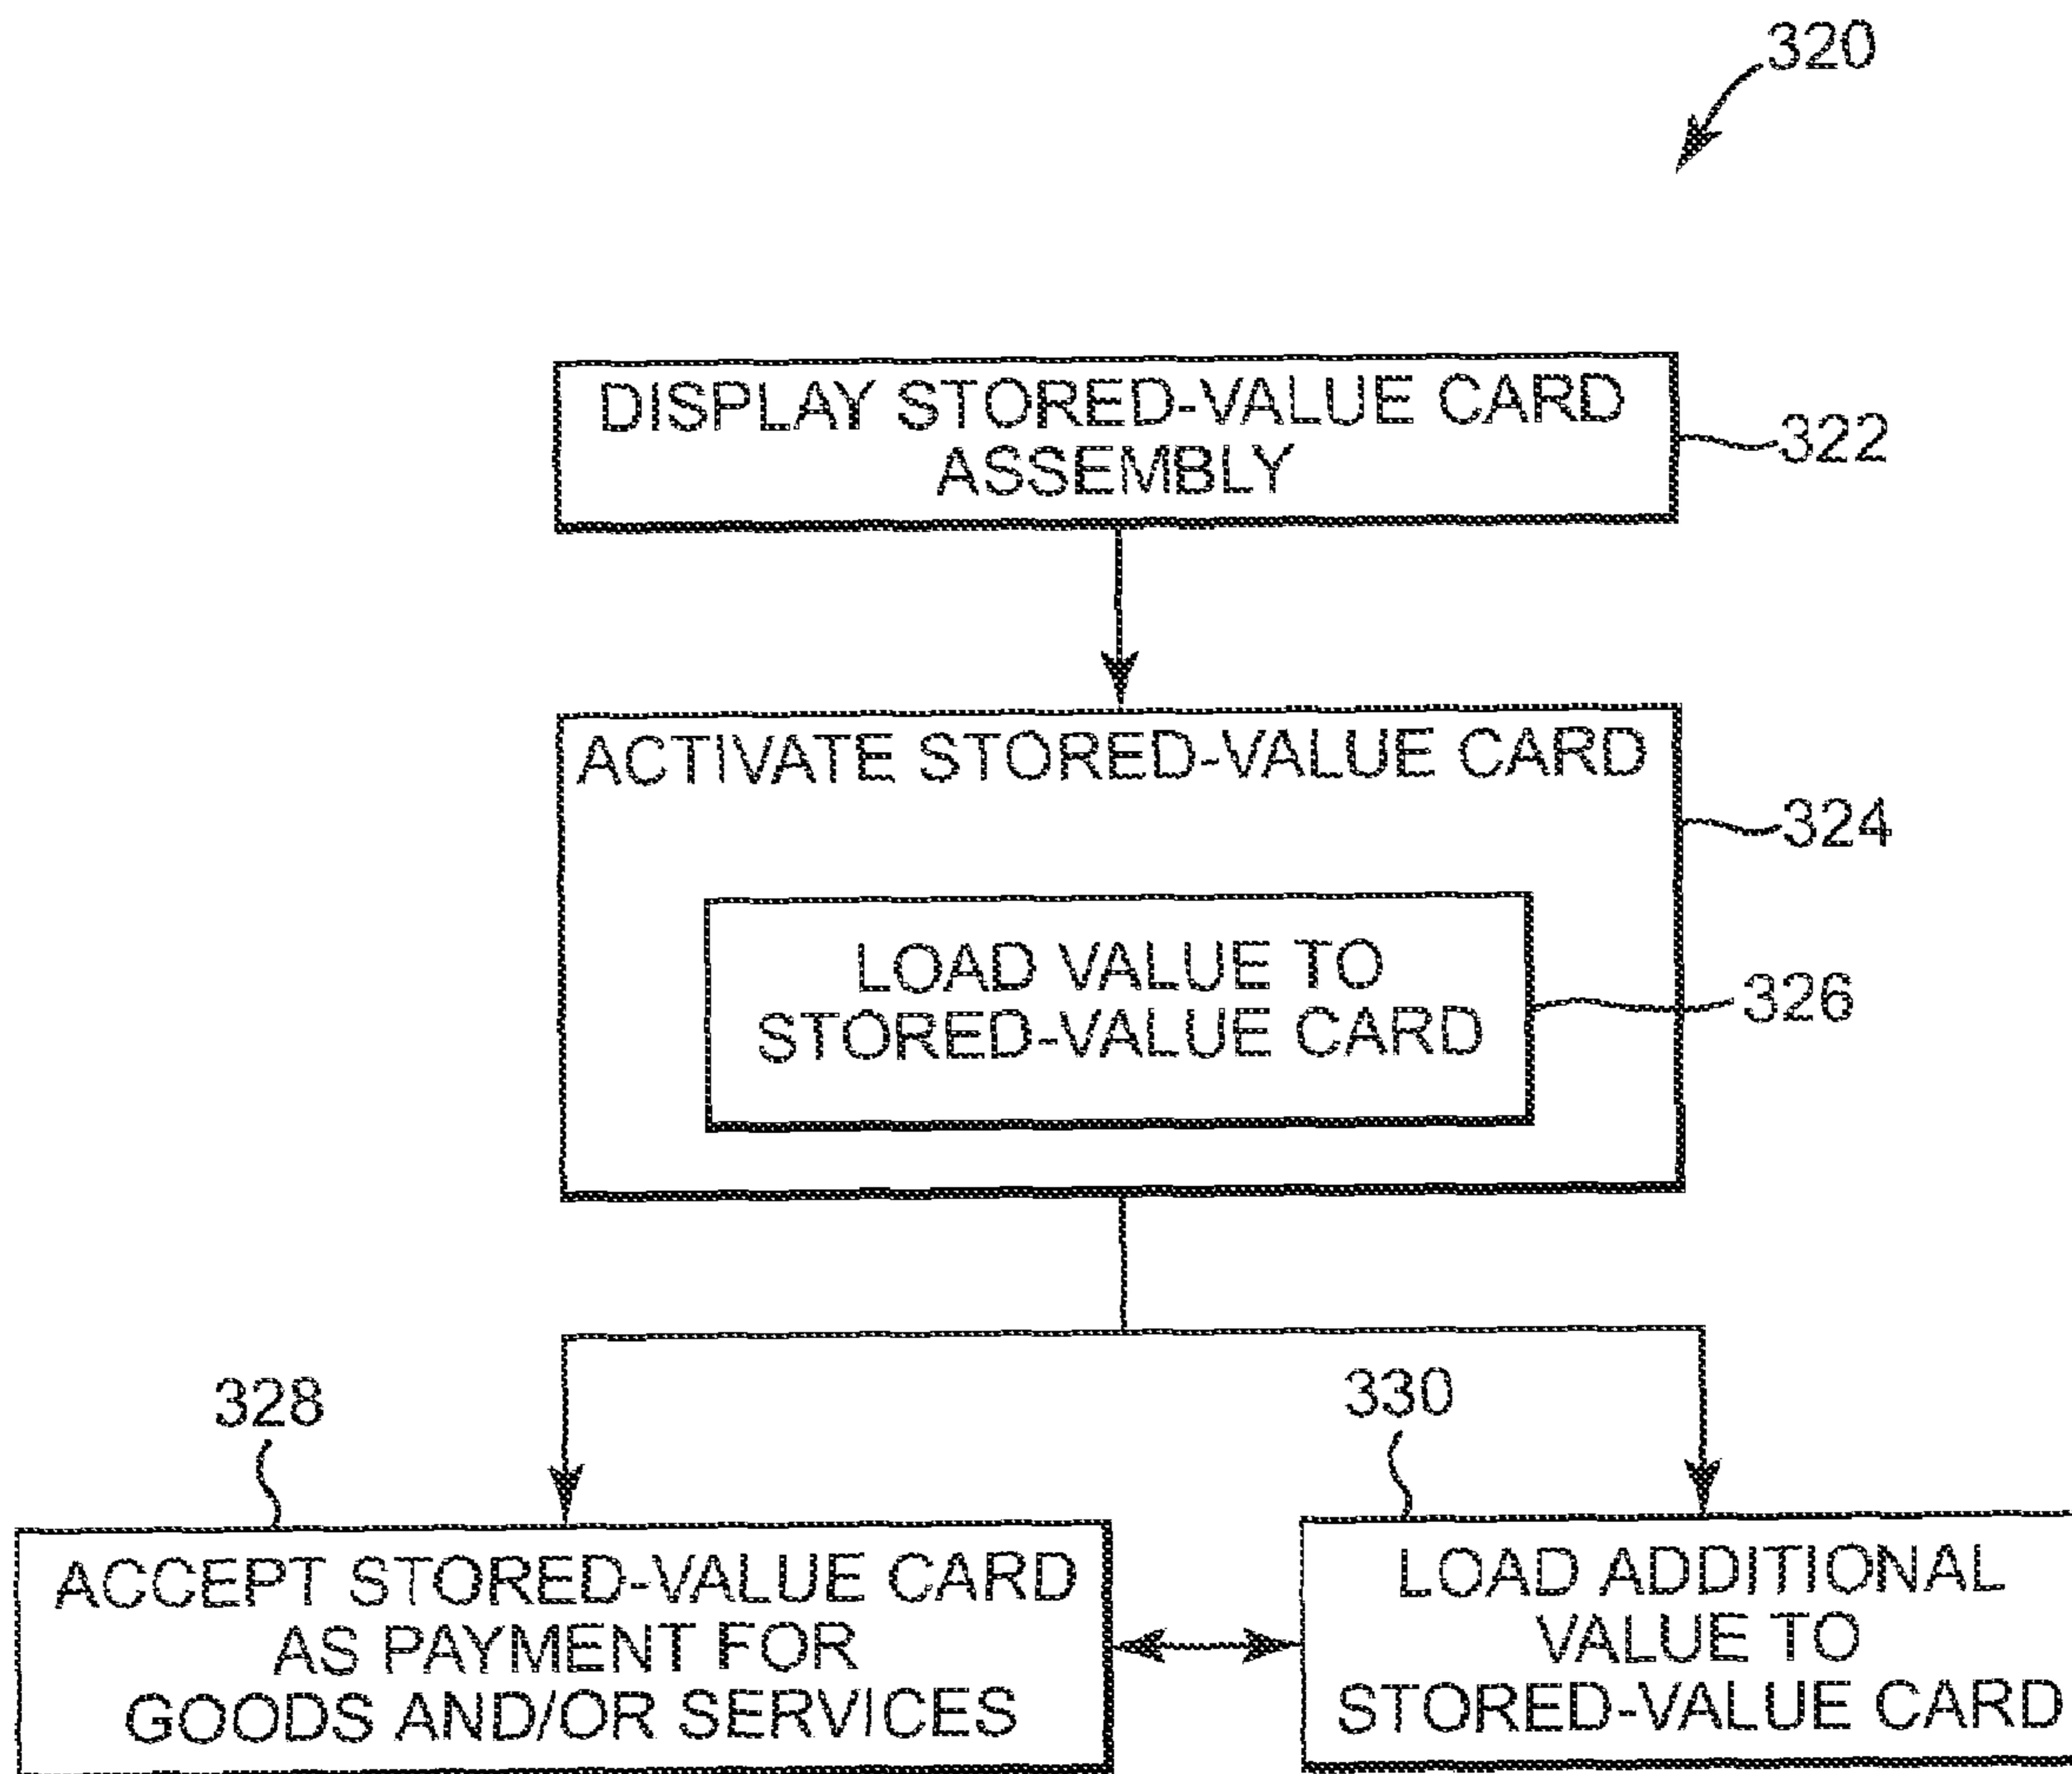 320
DISPLAY STORED-VALUE CARD
ASSEMBLY
322
ACTIVATE STORED-VALUE CARD
324
LOAD VALUE TO
STORED-VALUE CARD
326
328
330
ACCEPT STORED-VALUE CARD
AS PAYMENT FOR
GOODS AND/OR SERVICES
LOAD ADDITIONAL
VALUE TO
STORED-VALUE CARD